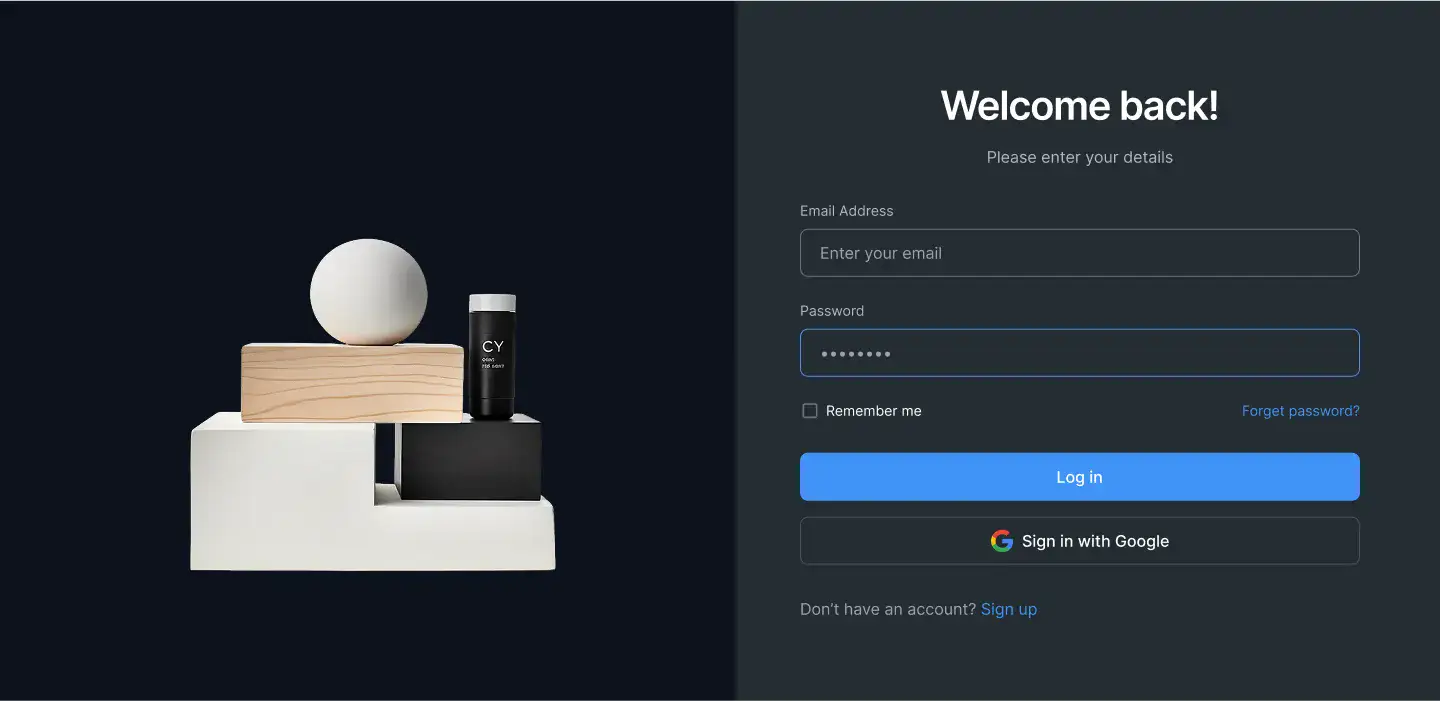 Welcome back!
Please enter your details
Email Address
Enter your email
Password
••••••••
Remember me
Forget password?
Log in
Sign in with Google
Don't have an account? Sign up
CY